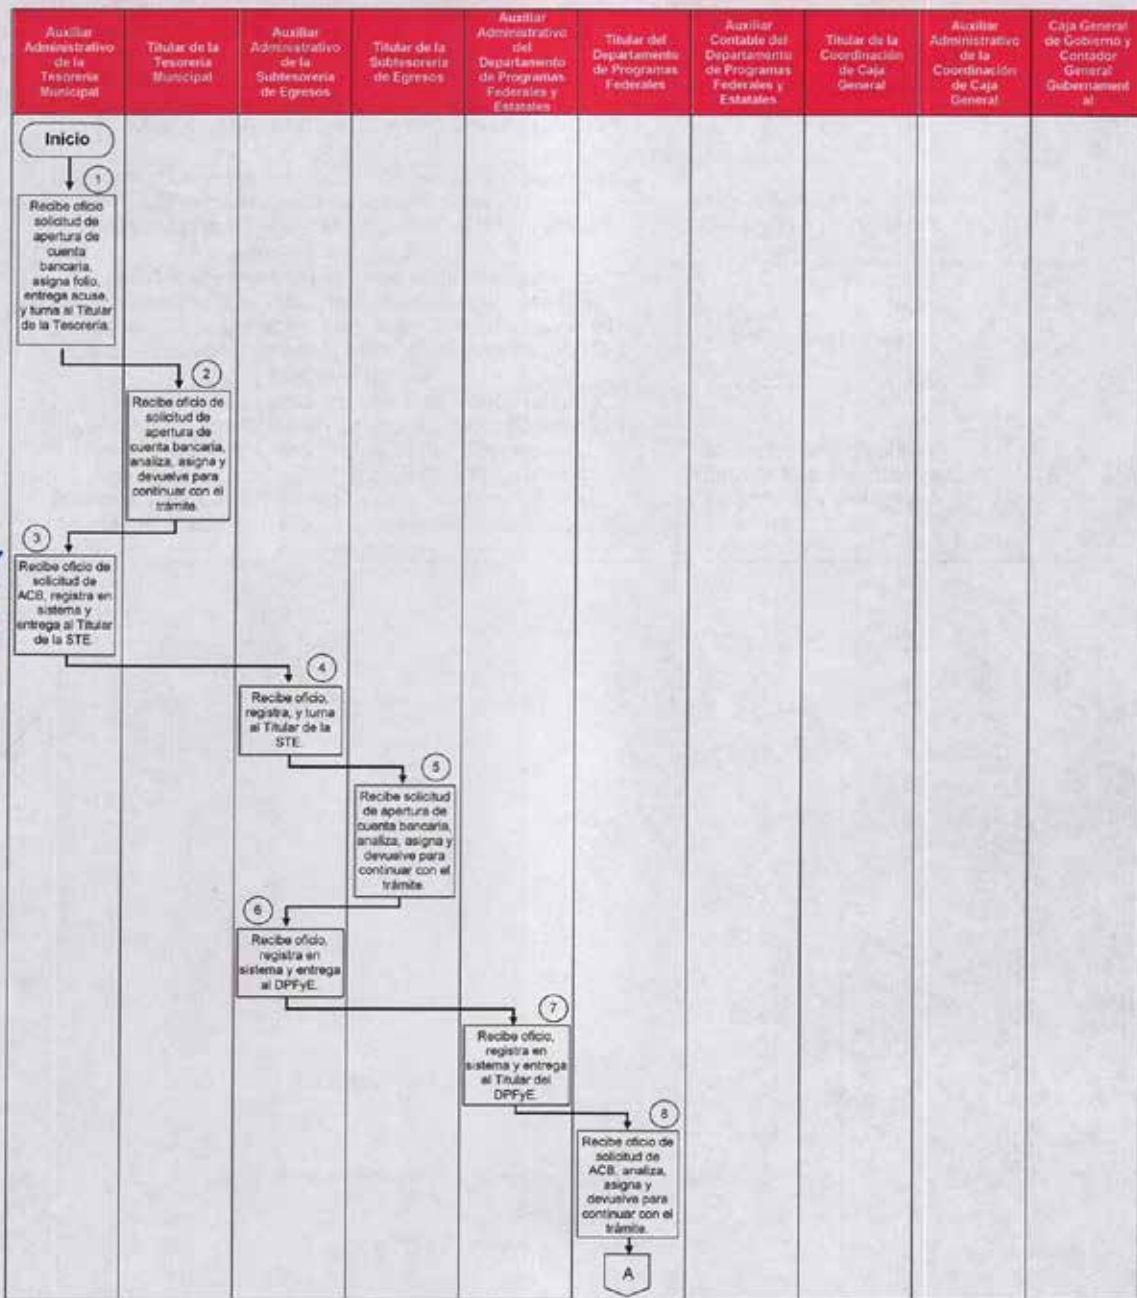 Auxiliar
Administrativo
de la
Tesorería
Municipal
Titular de la
Tesorería
Municipal
Auxiliar
Administrativo
de la
Subtesorería
de Egresos
Titular de la
Subtesorería
de Egresos
Auxiliar
Administrativo
del
Departamento
de Programas
Federales y
Estatales
Titular del
Departamento
de Programas
Federales
Auxiliar
Contable del
Departamento
de Programas
Federales y
Estatales
Titular de la
Coordinación
de Caja
General
Auxiliar
Administrativo
de la
Coordinación
de Caja
General
Caja General
de Gobierno y
Contador
General
Gubernament
al
Inicio
1
Recibe oficio
solicitud de
apertura de
cuenta
bancaria,
asigna folio,
entrega acuse,
y turna al Titular
de la Tesorería.
2
Recibe oficio de
solicitud de
apertura de
cuenta bancaria,
analiza, asigna y
devuelve para
continuar con el
trámite.
3
Recibe oficio de
solicitud de
ACB, registra en
sistema y
entrega al Titular
de la STE.
4
Recibe oficio,
registra, y turna
al Titular de la
STE.
5
Recibe solicitud
de apertura de
cuenta bancaria,
analiza, asigna y
devuelve para
continuar con el
trámite.
6
Recibe oficio,
registra en
sistema y entrega
al DPFyE.
7
Recibe oficio,
registra en
sistema y entrega
al Titular del
DPFyE.
8
Recibe oficio de
solicitud de
ACB, analiza,
asigna y
devuelve para
continuar con el
trámite.
A